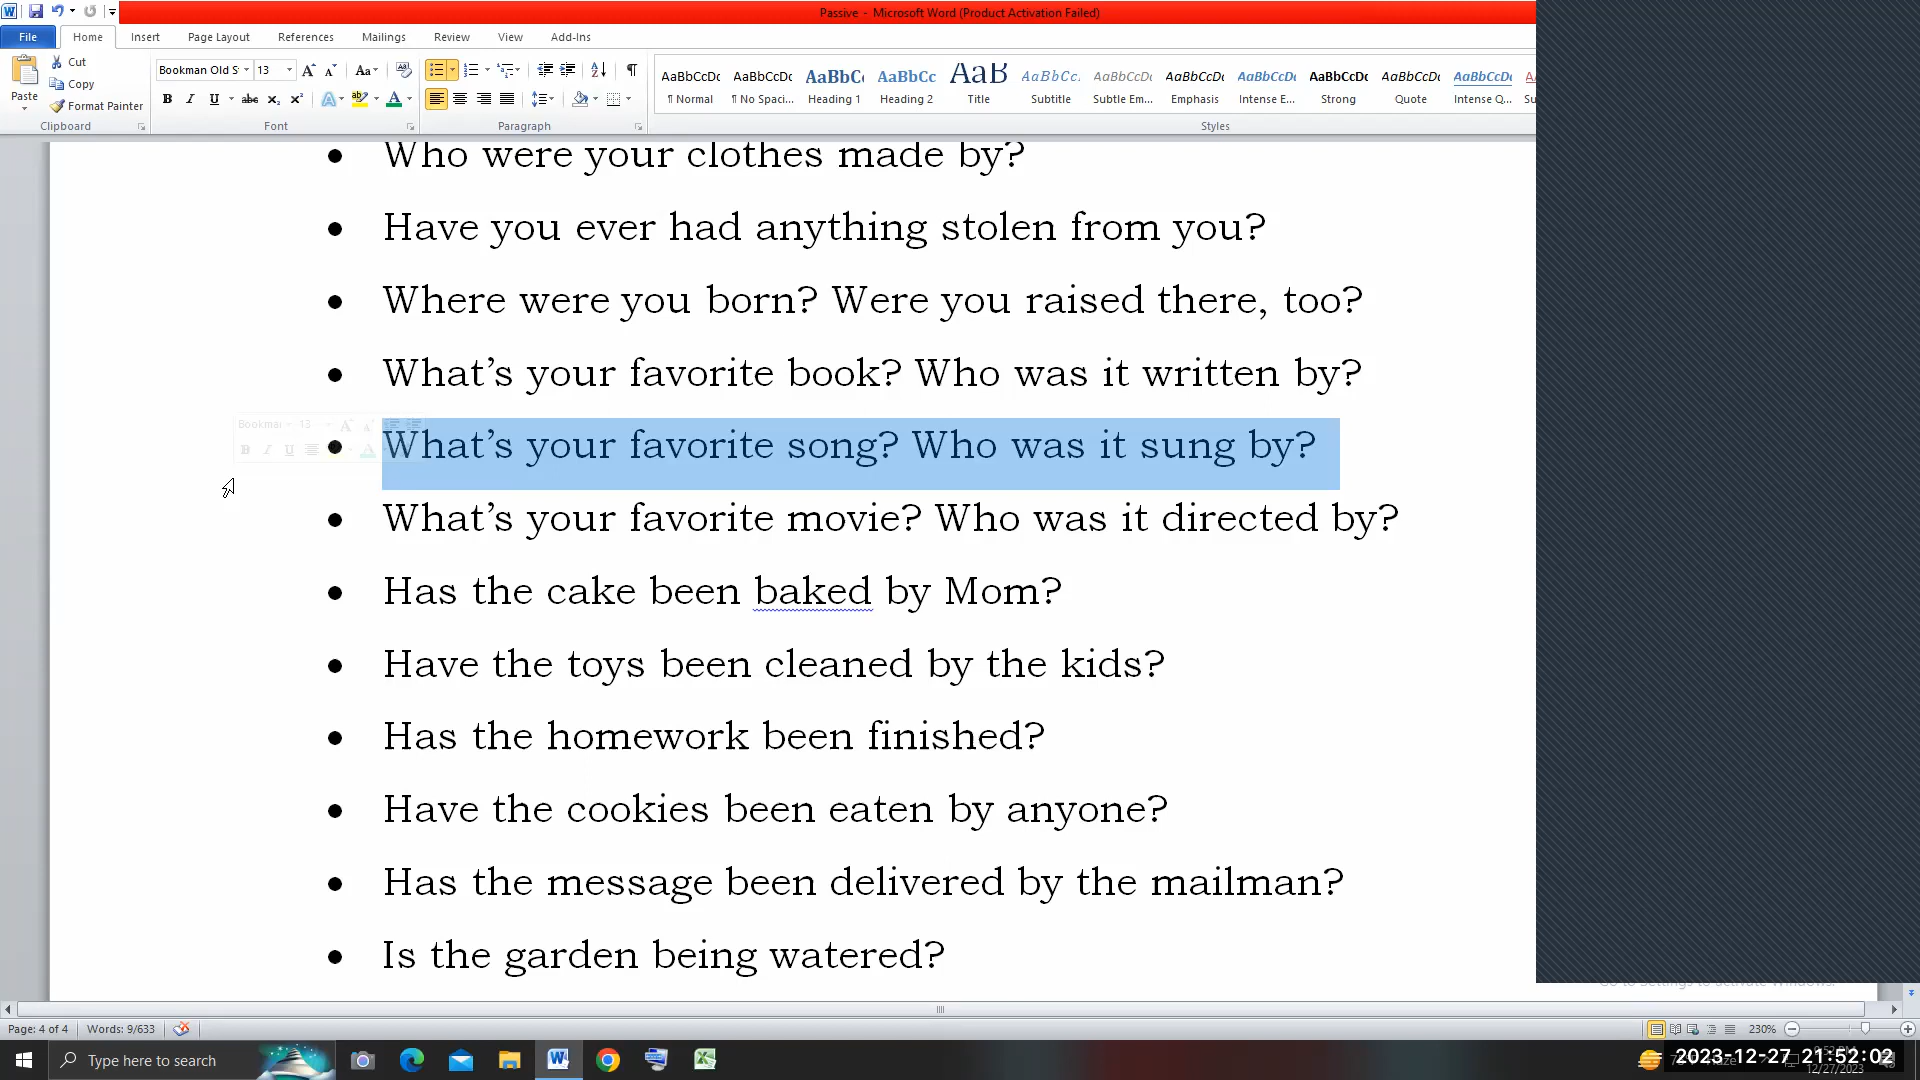 Passive - Microsoft Word (Product Activation Failed)
File Home Insert Page Layout References Mailings Review View Add-Ins
Paste
Cut
Copy
Format Painter
Clipboard
Bookman Old S 13
Font
Paragraph
AaBbCcDc AaBbCcDc AaBbCc AaBbCc AaB AaBbCc. AaBbCcDc AaBbCcDc AaBbCcDc AaBbCcDc AaBbCcDc AaBbCcDc
¶ Normal ¶ No Spaci... Heading 1 Heading 2 Title Subtitle Subtle Em... Emphasis Intense E... Strong Quote Intense Q...
Styles
• Who were your clothes made by?
• Have you ever had anything stolen from you?
• Where were you born? Were you raised there, too?
• What’s your favorite book? Who was it written by?
• What’s your favorite song? Who was it sung by?
• What’s your favorite movie? Who was it directed by?
• Has the cake been baked by Mom?
• Have the toys been cleaned by the kids?
• Has the homework been finished?
• Have the cookies been eaten by anyone?
• Has the message been delivered by the mailman?
• Is the garden being watered?
Page: 4 of 4 Words: 9/633 230%
Type here to search
2023-12-27 21:52:02
12/27/2023